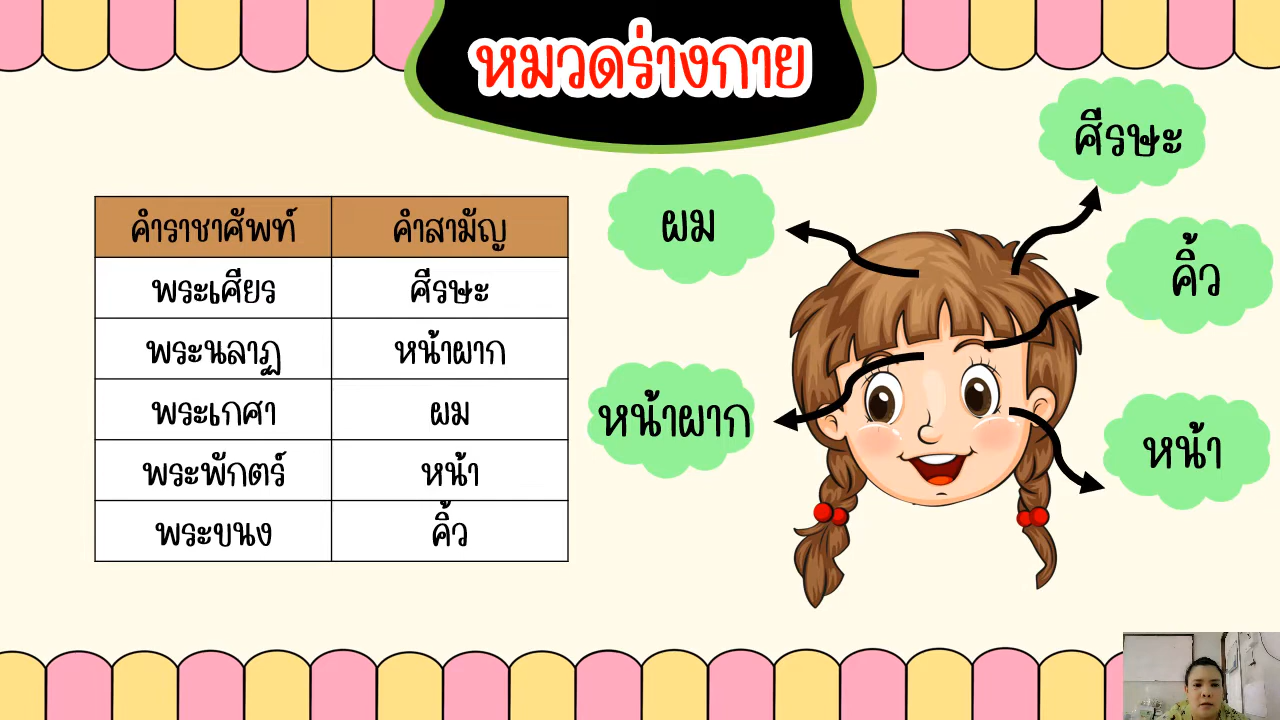 หมวดร่างกาย
คำราชาศัพท์ คำสามัญ
พระเศียร ศีรษะ
พระนลาฏ หน้าผาก
พระเกศา ผม
พระพักตร์ หน้า
พระขนง คิ้ว
ศีรษะ
ผม
คิ้ว
หน้าผาก
หน้า